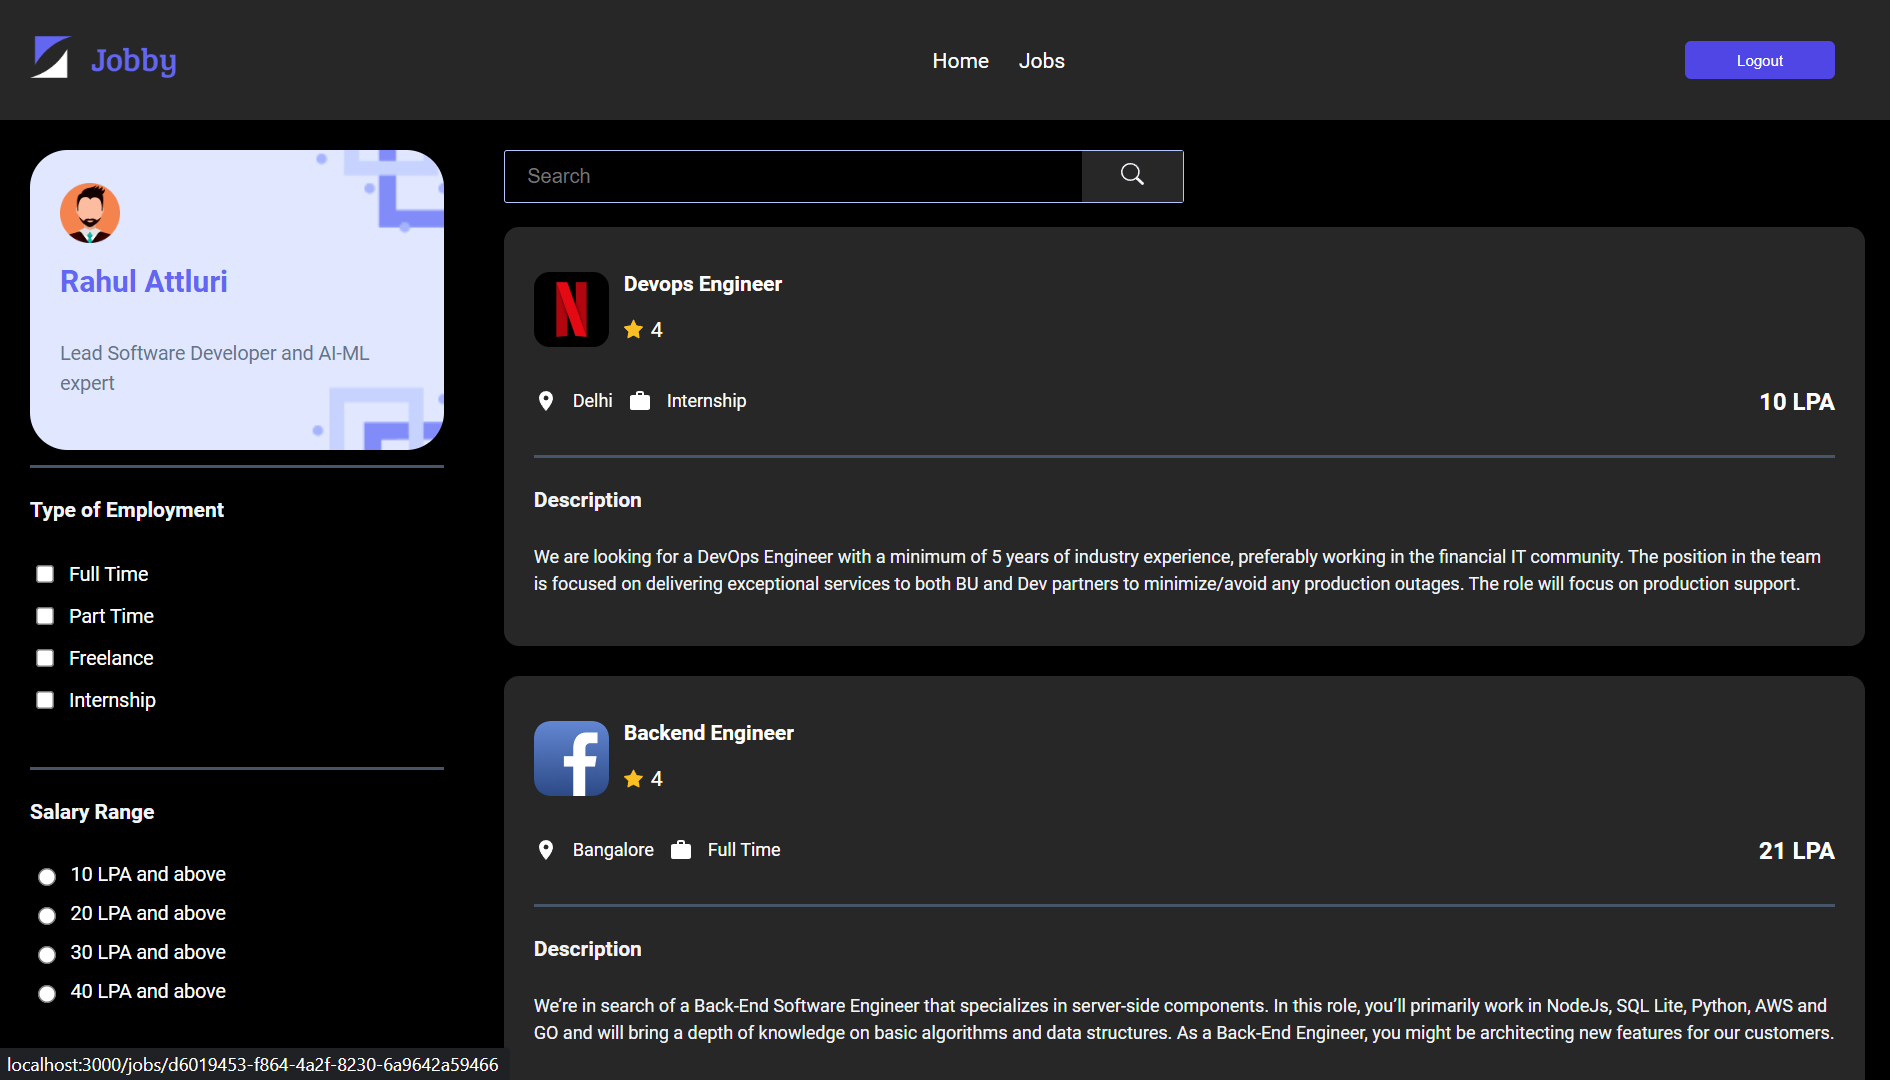 Jobby
Home
Jobs
Logout
Rahul Attluri
Lead Software Developer and AI-ML
expert
Type of Employment
Full Time
Part Time
Freelance
Internship
Salary Range
10 LPA and above
20 LPA and above
30 LPA and above
40 LPA and above
Search
N
Devops Engineer
4
Delhi
Internship
10 LPA
Description
We are looking for a DevOps Engineer with a minimum of 5 years of industry experience, preferably working in the financial IT community. The position in the team
is focused on delivering exceptional services to both BU and Dev partners to minimize/avoid any production outages. The role will focus on production support.
f
Backend Engineer
4
Bangalore
Full Time
21 LPA
Description
We’re in search of a Back-End Software Engineer that specializes in server-side components. In this role, you’ll primarily work in NodeJs, SQL Lite, Python, AWS and
GO and will bring a depth of knowledge on basic algorithms and data structures. As a Back-End Engineer, you might be architecting new features for our customers.
localhost:3000/jobs/d6019453-f864-4a2f-8230-6a9642a59466